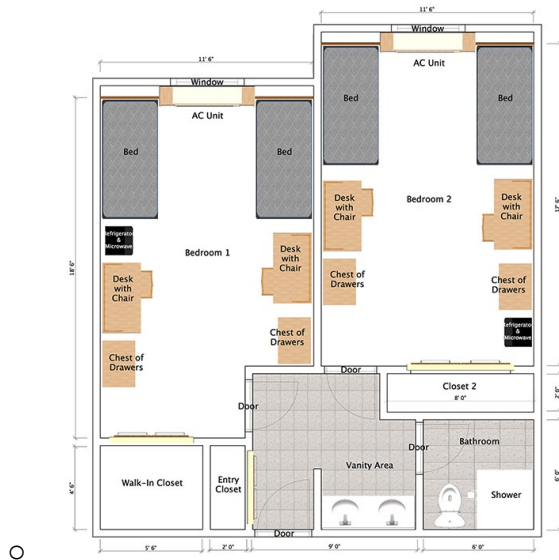 11' 6"
Window
11' 6"
AC Unit
Window
AC Unit
Bed
Bed
Bed
Bed
Desk
with
Chair
Desk
with
Chair
Bedroom 2
Refrigerator
&
Microwave
Bedroom 1
Desk
with
Chair
Desk
with
Chair
Chest of
Drawers
Chest of
Drawers
18' 6"
Chest of
Drawers
Chest of
Drawers
Refrigerator
&
Microwave
Door
Closet 2
8' 0"
2' 0"
Door
Door
Bathroom
Vanity Area
Walk-In Closet
Entry
Closet
Shower
4' 6"
6' 0"
Door
5' 6"
2' 0"
9' 0"
6' 0"